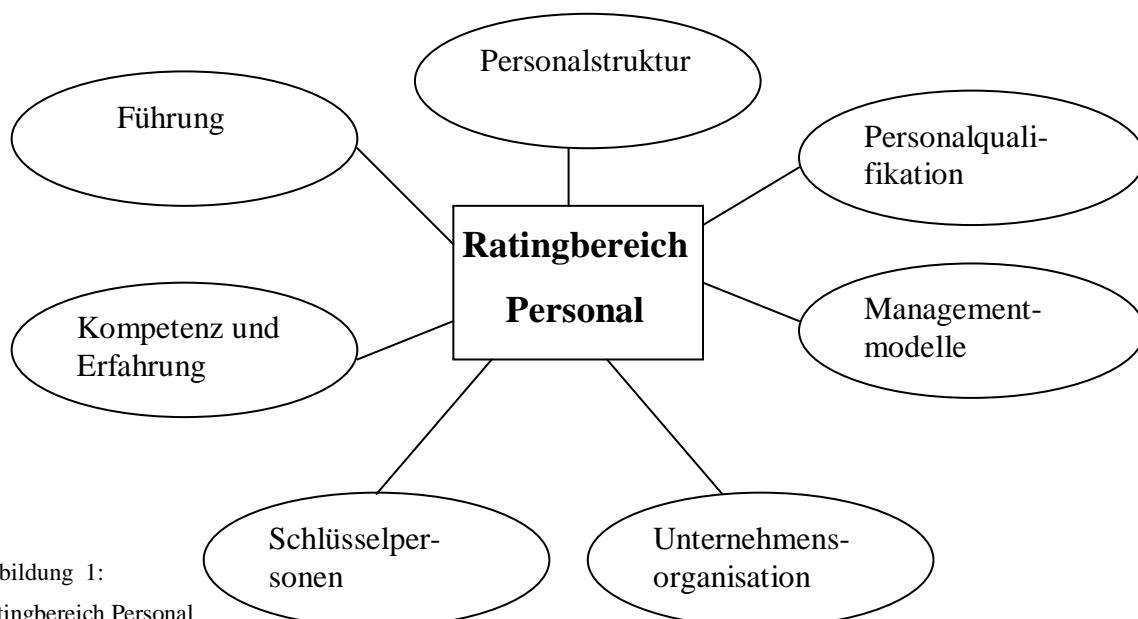 Personalstruktur
Führung
Personalquali-
fikation
Ratingbereich
Personal
Kompetenz und
Erfahrung
Management-
modelle
Schlüsselper-
sonen
Unternehmens-
organisation
bildung 1:
tingbereich Personal